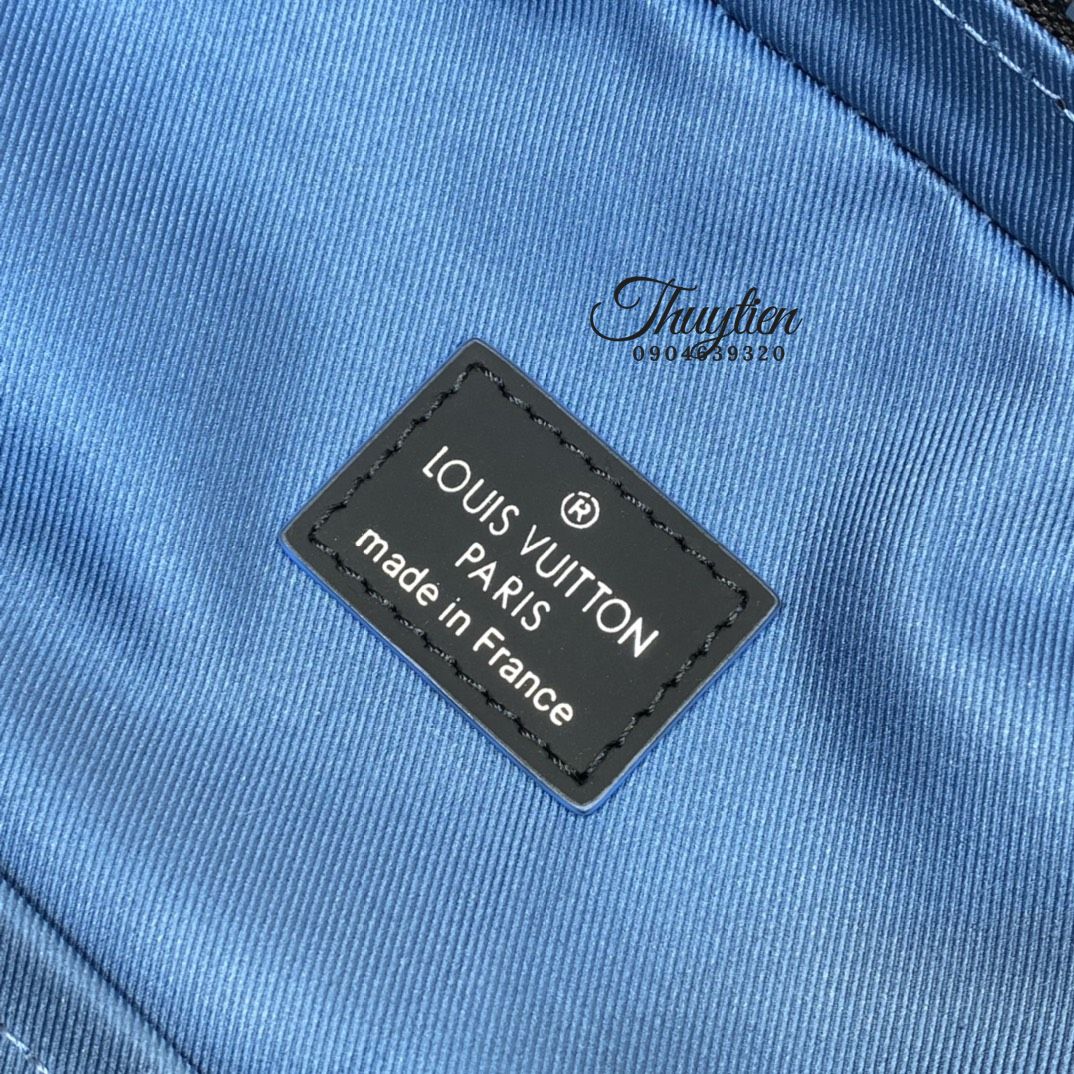 Thuytien
0904639320
®
LOUIS VUITTON
PARIS
made in France